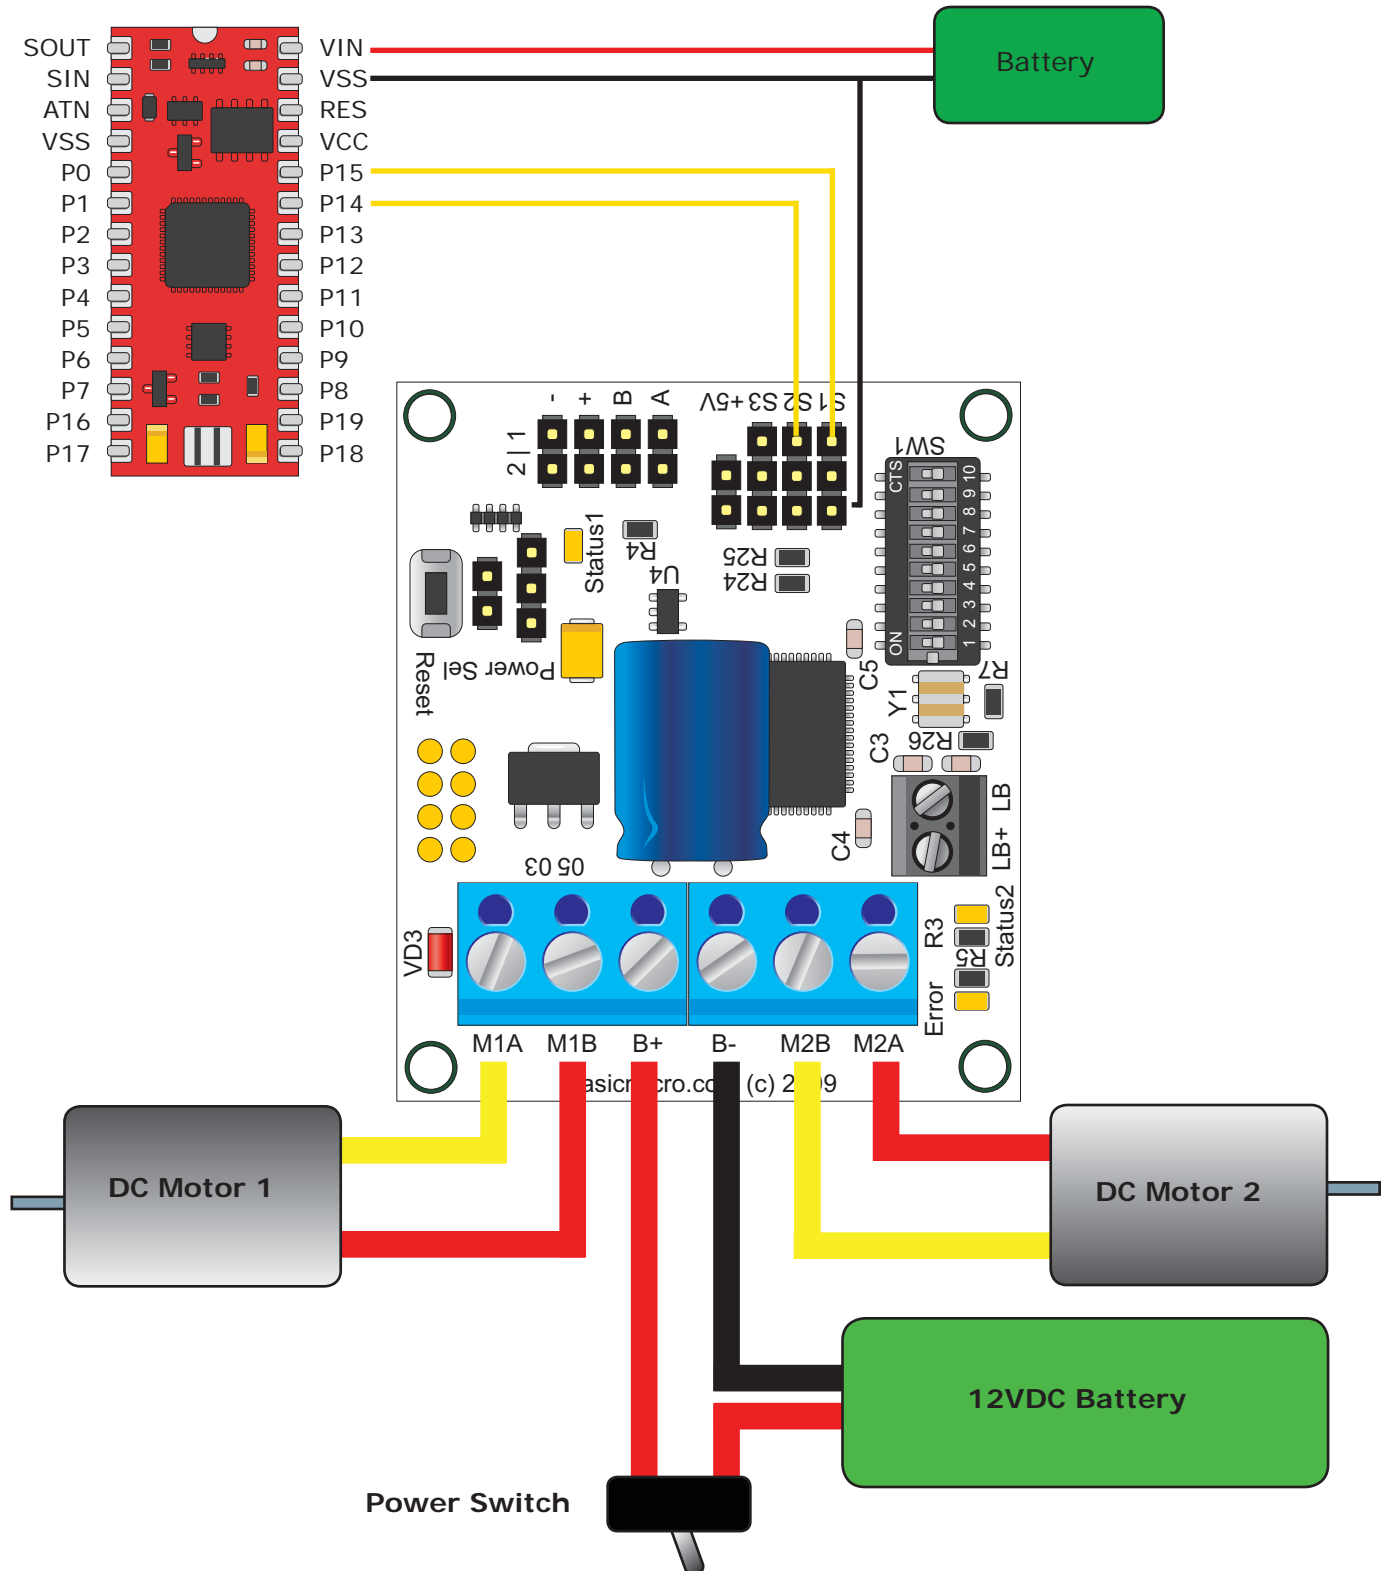 SOUT
SIN
ATN
VSS
P0
P1
P2
P3
P4
P5
P6
P7
P16
P17
VIN
VSS
RES
VCC
P15
P14
P13
P12
P11
P10
P9
P8
P19
P18
Battery
- + B A
2 | 1
+5V S3 S2 S1
SW1
CTS
ON
1 2 3 4 5 6 7 8 9 10
Status1
R4
R25
R24
U4
Reset
Power Sel
C5
R7
Y1
R26
C3
C4
LB
LB+
05 03
VD3
R3
R5
Status2
Error
M1A M1B B+ B- M2B M2A
(c)
DC Motor 1
DC Motor 2
12VDC Battery
Power Switch